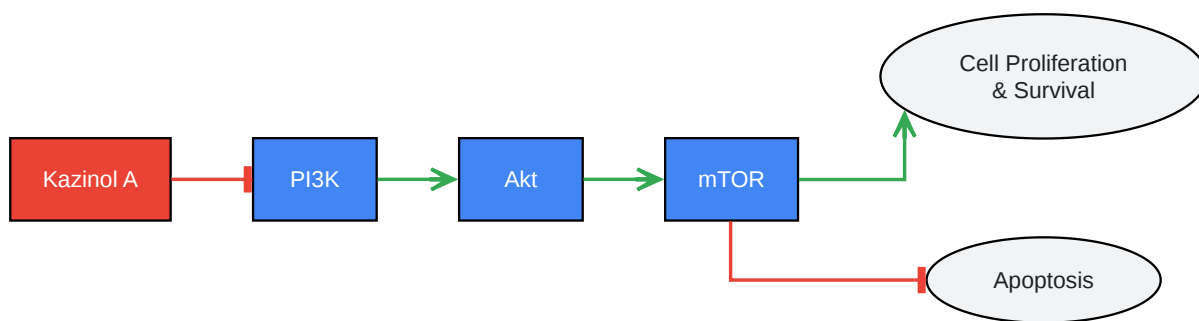 Cell Proliferation
& Survival
Kazinol A
PI3K
Akt
mTOR
Apoptosis